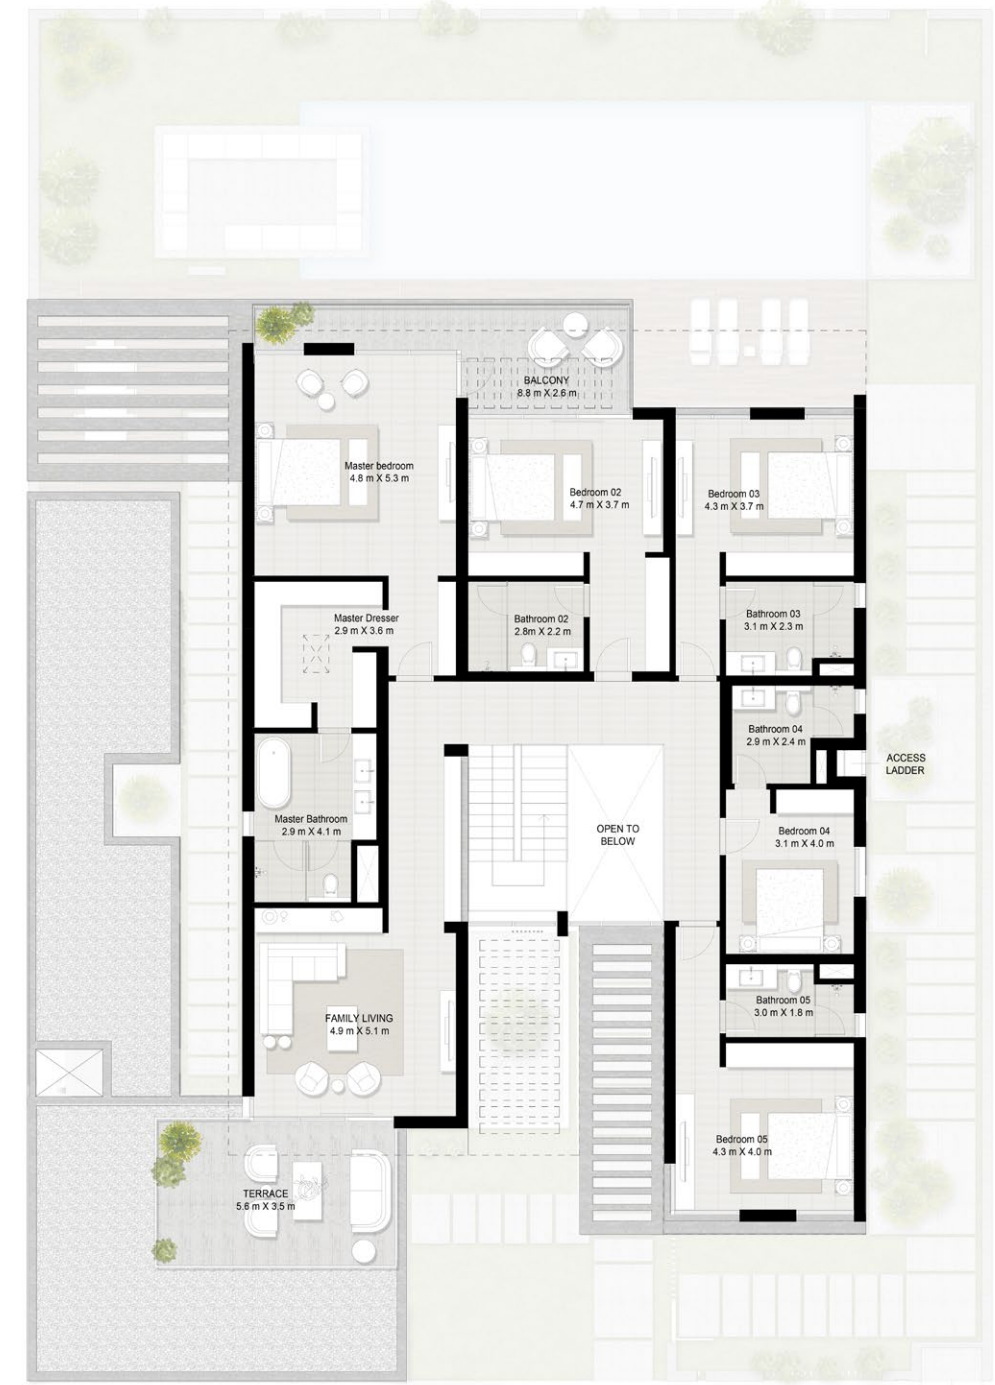 BALCONY
8.8 m X 2.6 m
Master bedroom
4.8 m X 5.3 m
Bedroom 02
4.7 m X 3.7 m
Bedroom 03
4.3 m X 3.7 m
Master Dresser
2.9 m X 3.6 m
Bathroom 02
2.8m X 2.2 m
Bathroom 03
3.1 m X 2.3 m
Bathroom 04
2.9 m X 2.4 m
ACCESS
LADDER
Master Bathroom
2.9 m X 4.1 m
OPEN TO
BELOW
Bedroom 04
3.1 m X 4.0 m
FAMILY LIVING
4.9 m X 5.1 m
Bathroom 05
3.0 m X 1.8 m
Bedroom 05
4.3 m X 4.0 m
TERRACE
5.6 m X 3.5 m